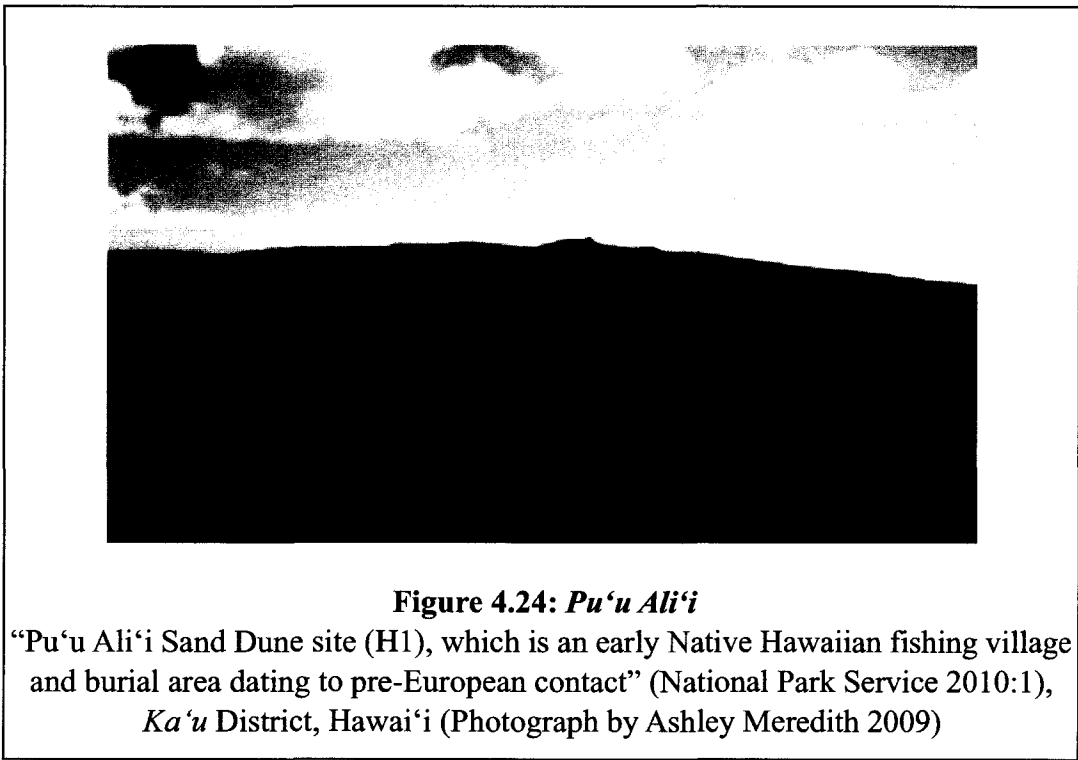 Figure 4.24: Pu‘u Ali‘i
“Pu‘u Ali‘i Sand Dune site (H1), which is an early Native Hawaiian fishing village
and burial area dating to pre-European contact” (National Park Service 2010:1),
Ka‘u District, Hawai‘i (Photograph by Ashley Meredith 2009)